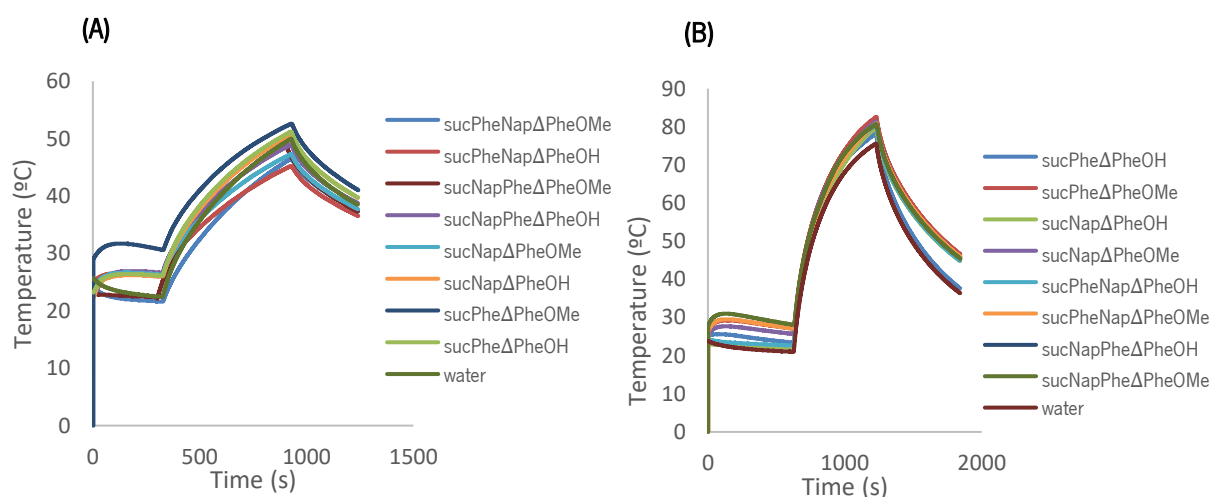 (A)
60
50
40
30
20
10
0
Temperature (ºC)
0
500
1000
1500
Time (s)
sucPheNapΔPheOMe
sucPheNapΔPheOH
sucNapPheΔPheOMe
sucNapPheΔPheOH
sucNapΔPheOMe
sucNapΔPheOH
sucPheΔPheOMe
sucPheΔPheOH
water
(B)
90
80
70
60
50
40
30
20
10
0
Temperature (ºC)
0
1000
2000
Time (s)
sucPheΔPheOH
sucPheΔPheOMe
sucNapΔPheOH
sucNapΔPheOMe
sucPheNapΔPheOH
sucPheNapΔPheOMe
sucNapPheΔPheOH
sucNapPheΔPheOMe
water